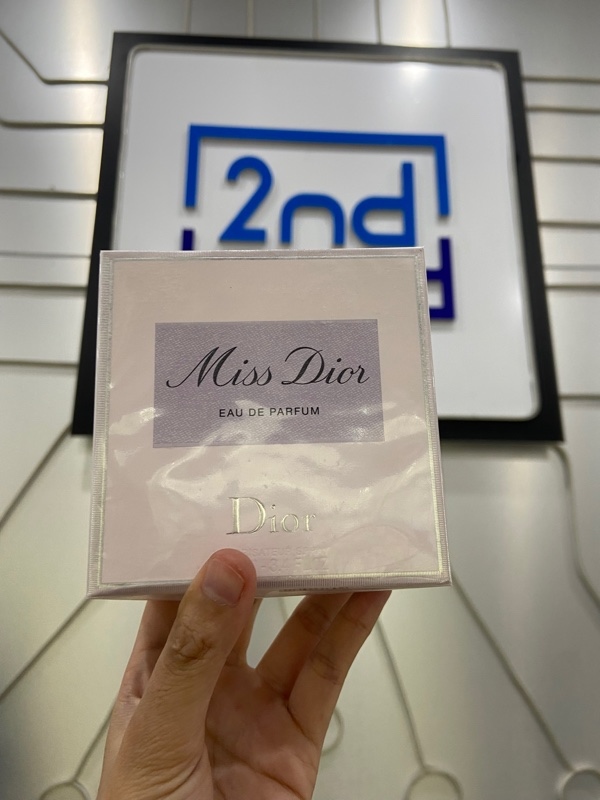 2nd
Miss Dior
EAU DE PARFUM
Dior